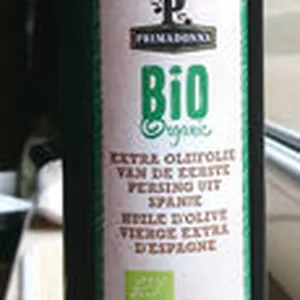 P
PRIMADONNA
BiO
Organic
EXTRA OLIJFOLIE
VAN DE EERSTE
PERSING UIT
SPANJE
HUILE D'OLIVE
VIERGE EXTRA
D'ESPAGNE